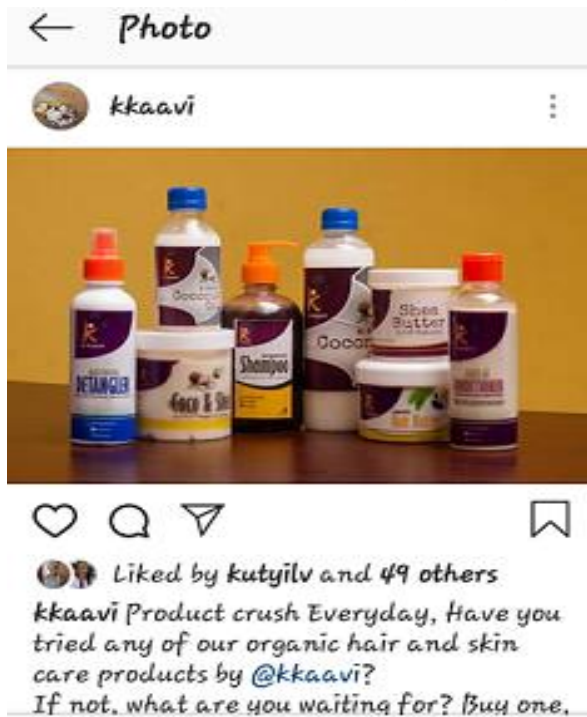 Photo
kkaavi
DETANGLER
Coco &
Shampoo
Shea
Butter
Liked by kutyilv and 49 others
kkaavi Product crush Everyday, Have you
tried any of our organic hair and skin
care products by @kkaavi?
If not, what are you waiting for? Buy one,